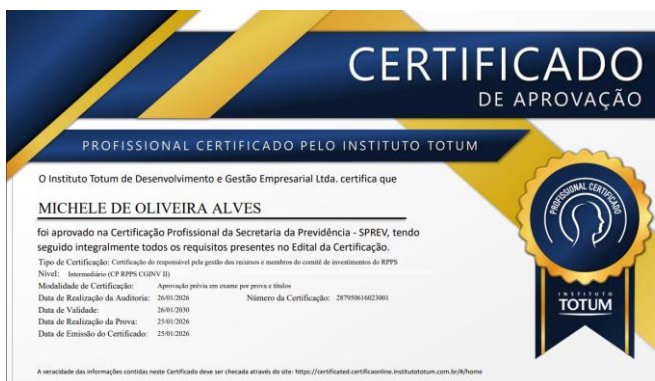 CERTIFICADO
DE APROVAÇÃO
PROFISSIONAL CERTIFICADO PELO INSTITUTO TOTUM
O Instituto Totum de Desenvolvimento e Gestão Empresarial Ltda. certifica que
MICHELE DE OLIVEIRA ALVES
foi aprovado na Certificação Profissional da Secretaria da Previdência - SPREV, tendo
seguido integralmente todos os requisitos presentes no Edital da Certificação.
Tipo de Certificação: Certificação do responsável pela gestão dos recursos e membros do comitê de investimentos do RPPS
Nível: Intermediário (CP RPPS CGINV II)
Modalidade de Certificação: Aprovação prévia em exame por prova e títulos
Data de Realização da Auditoria: 26/01/2026 Número da Certificação: 287950616023001
Data de Validade: 26/01/2030
Data de Realização da Prova: 25/01/2026
Data de Emissão do Certificado: 25/01/2026
PROFISSIONAL CERTIFICADO
INSTITUTO
TOTUM
A veracidade das informações contidas neste Certificado deve ser checada através do site: https://certificated.certificaonline.institutototum.com.br/#/home